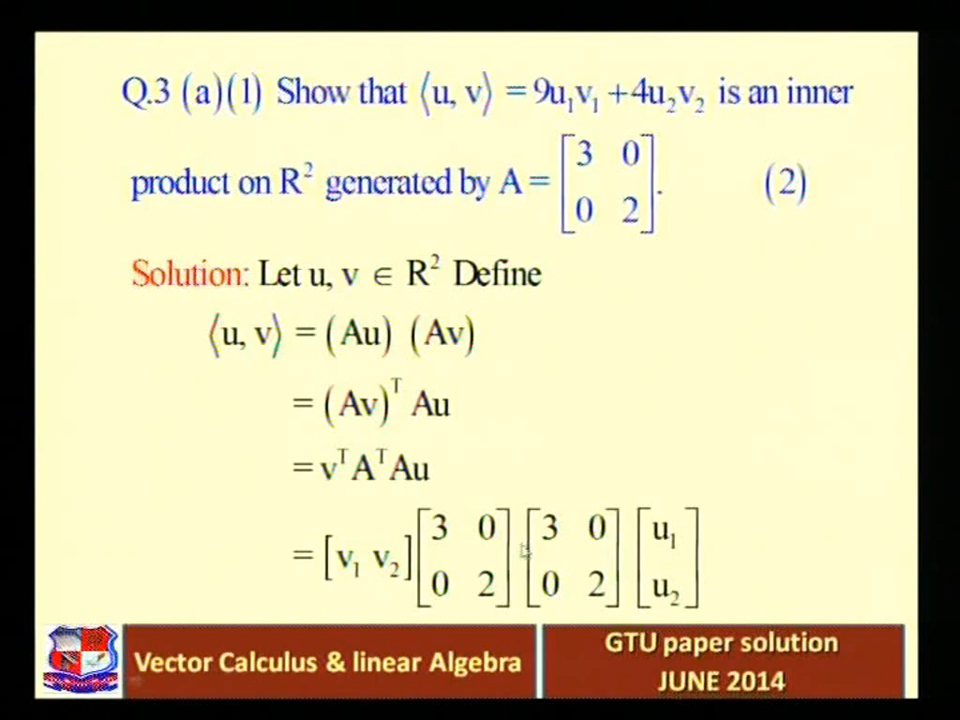 Q.3 (a)(1) Show that ⟨u, v⟩ = 9u₁v₁ + 4u₂v₂ is an inner
product on R² generated by A = [3 0; 0 2]. (2)
Solution: Let u, v ∈ R² Define
⟨u, v⟩ = (Au) (Av)
= (Av)ᵀ Au
= vᵀAᵀAu
= [v₁ v₂] [3 0; 0 2] [3 0; 0 2] [u₁; u₂]
Vector Calculus & linear Algebra
GTU paper solution
JUNE 2014